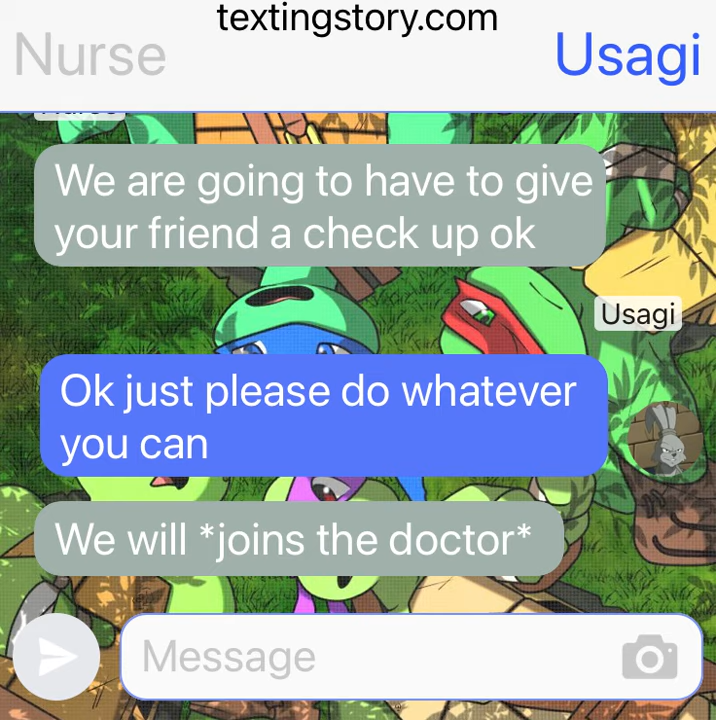 textingstory.com
Nurse
Usagi
We are going to have to give
your friend a check up ok
Usagi
Ok just please do whatever
you can
We will *joins the doctor*
Message